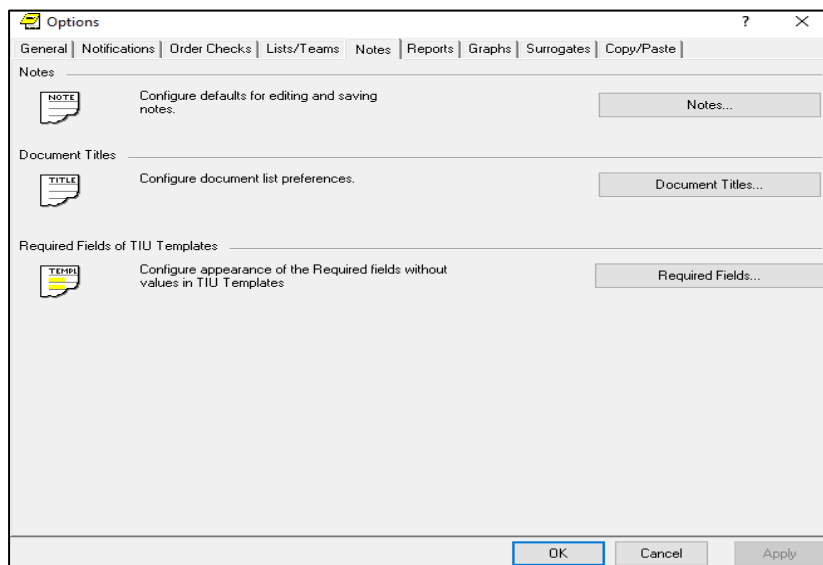 Options
?
General
Notifications
Order Checks
Lists/Teams
Notes
Reports
Graphs
Surrogates
Copy/Paste
Notes
NOTE
Configure defaults for editing and saving
notes.
Notes...
Document Titles
TITLE
Configure document list preferences.
Document Titles...
Required Fields of TIU Templates
TEMPL
Configure appearance of the Required fields without
values in TIU Templates
Required Fields...
OK
Cancel
Apply